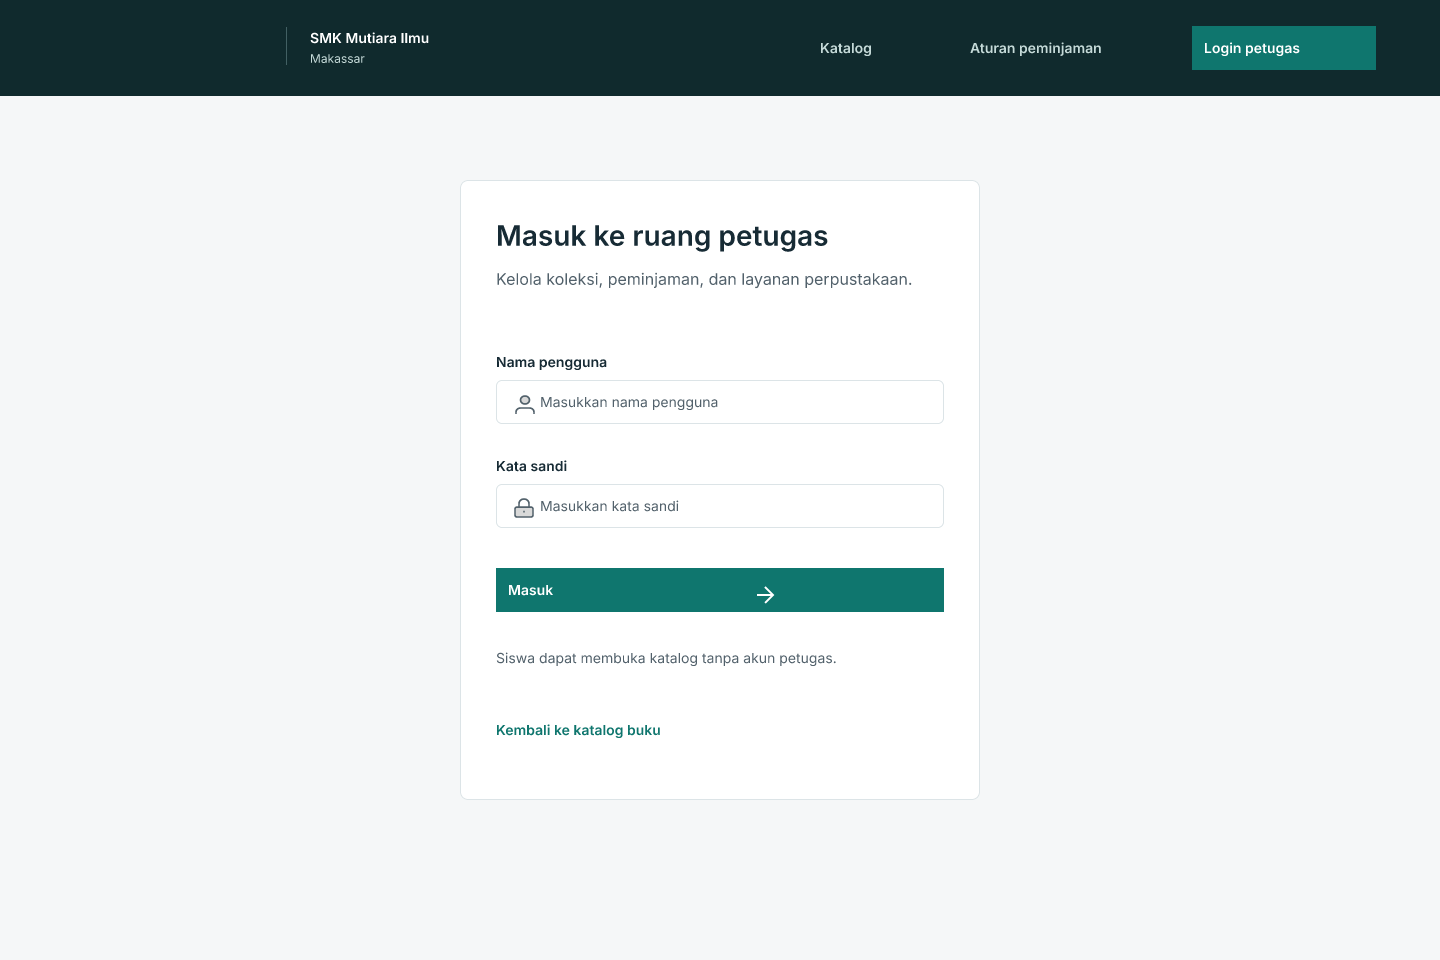 SMK Mutiara Ilmu
Makassar
Katalog
Aturan peminjaman
Login petugas
Masuk ke ruang petugas
Kelola koleksi, peminjaman, dan layanan perpustakaan.
Nama pengguna
Masukkan nama pengguna
Kata sandi
Masukkan kata sandi
Masuk
Siswa dapat membuka katalog tanpa akun petugas.
Kembali ke katalog buku